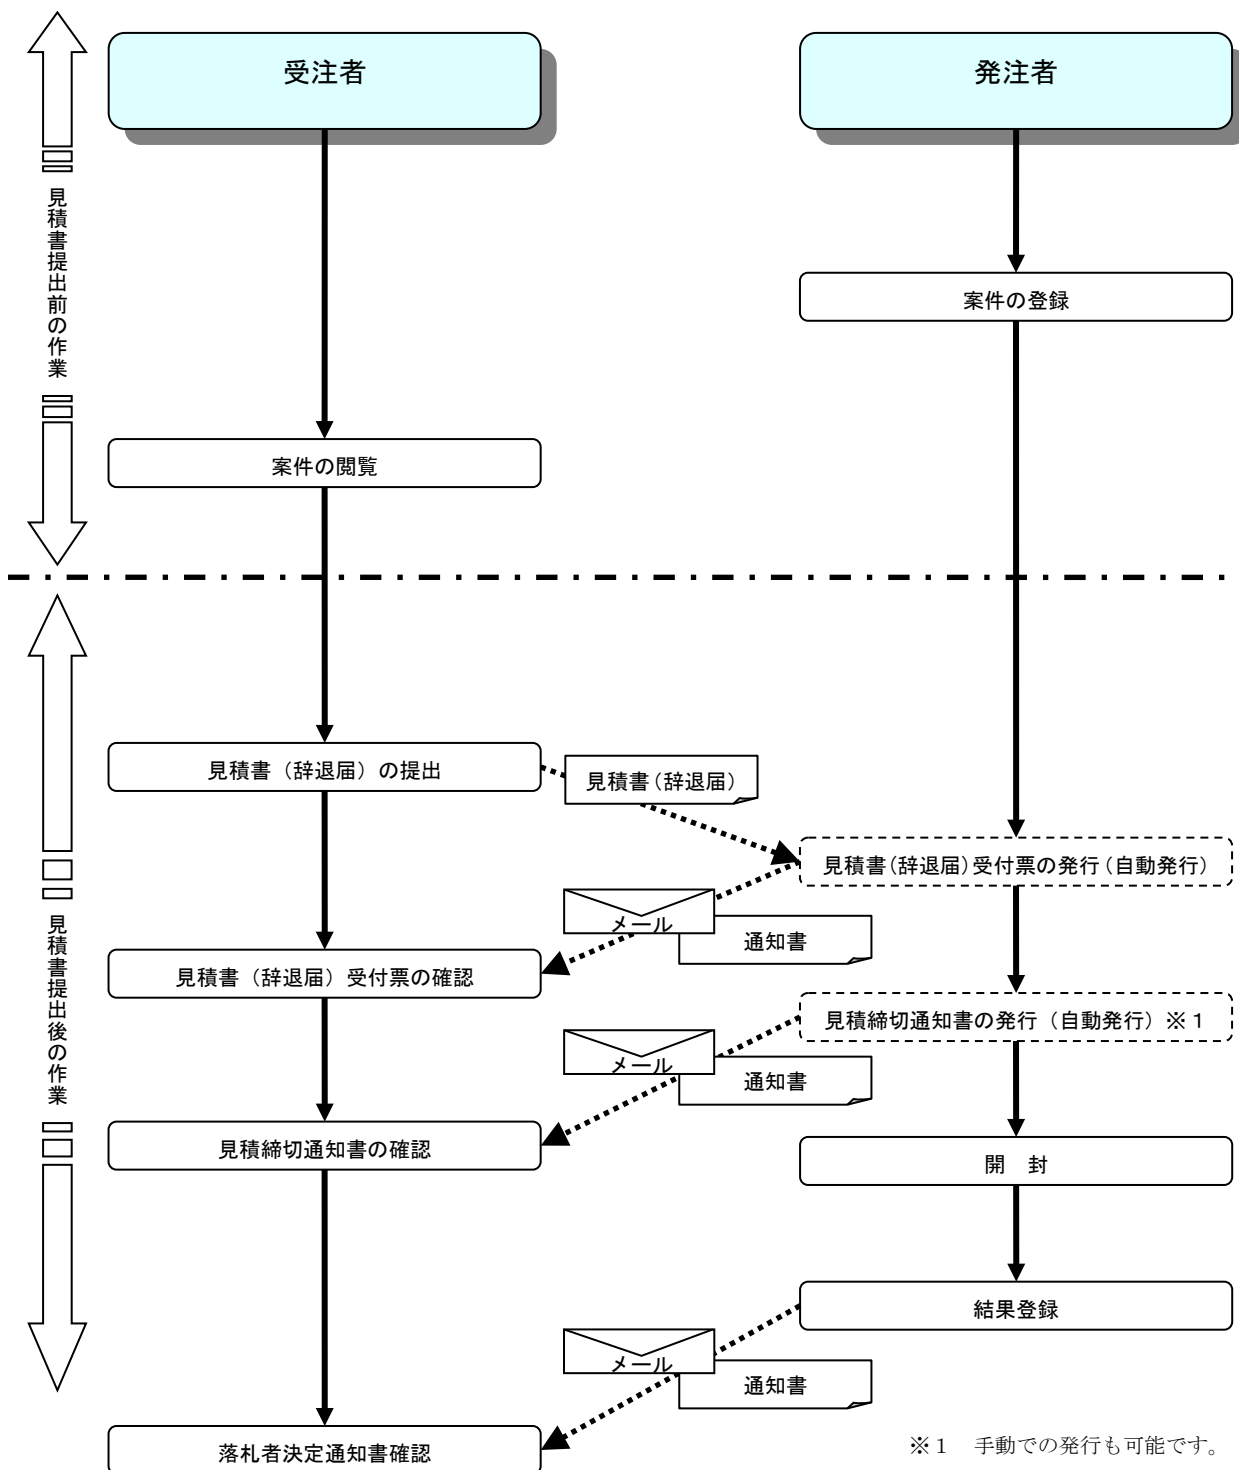 受注者
発注者
見積書提出前の作業
案件の登録
案件の閲覧
見積書提出後の作業
見積書（辞退届）の提出
見積書（辞退届）
見積書（辞退届）受付票の発行（自動発行）
メール
通知書
見積書（辞退届）受付票の確認
見積締切通知書の発行（自動発行）※１
メール
通知書
見積締切通知書の確認
開　封
結果登録
メール
通知書
落札者決定通知書確認
※１　手動での発行も可能です。